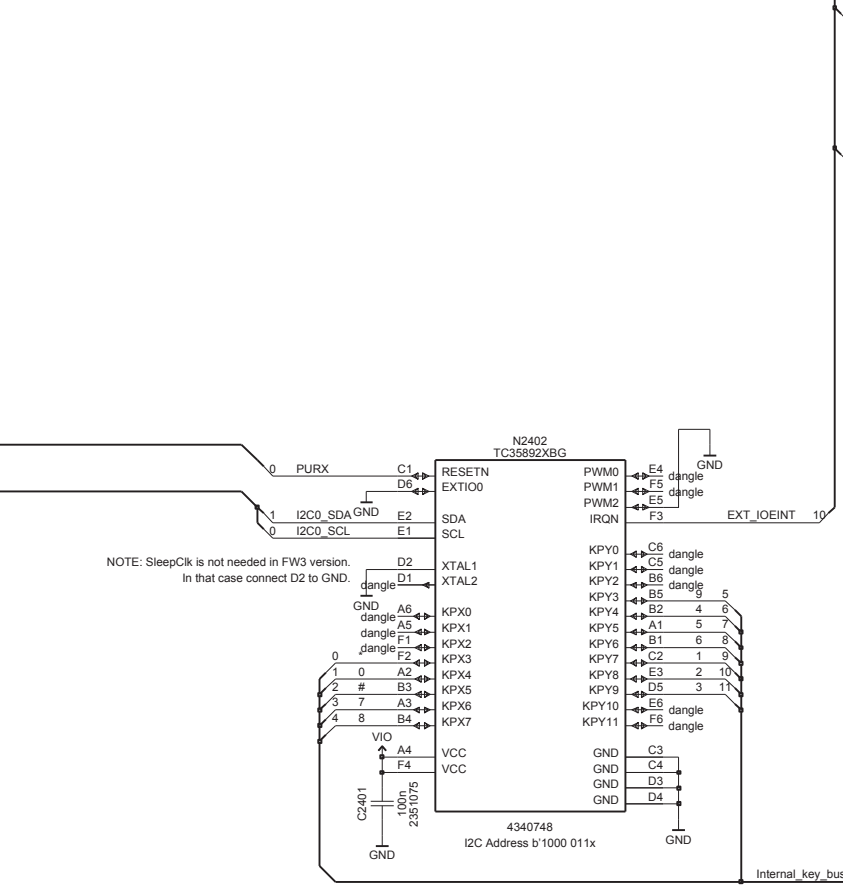 N2402
TC35892XBG
0 PURX C1 RESETN PWM0 E4 dangle GND
D6 EXTIO0 PWM1 F5 dangle
GND PWM2 E5
1 I2C0_SDA E2 SDA IRQN F3 EXT_IOEINT 10
0 I2C0_SCL E1 SCL
KPY0 C6 dangle
NOTE: SleepClk is not needed in FW3 version. D2 XTAL1 KPY1 C5 dangle
In that case connect D2 to GND. dangle D1 XTAL2 KPY2 B6 dangle
GND KPY3 B5 9 5
dangle A6 KPX0 KPY4 B2 4 6
dangle A5 KPX1 KPY5 A1 5 7
dangle F1 KPX2 KPY6 B1 6 8
0 * F2 KPX3 KPY7 C2 1 9
1 0 A2 KPX4 KPY8 E3 2 10
2 # B3 KPX5 KPY9 D5 3 11
3 7 A3 KPX6 KPY10 E6 dangle
4 8 B4 KPX7 KPY11 F6 dangle
VIO
A4 VCC GND C3
F4 VCC GND C4
GND D3
GND D4
C2401
100n
2351075
GND
4340748
I2C Address b'1000 011x
GND
Internal_key_bus